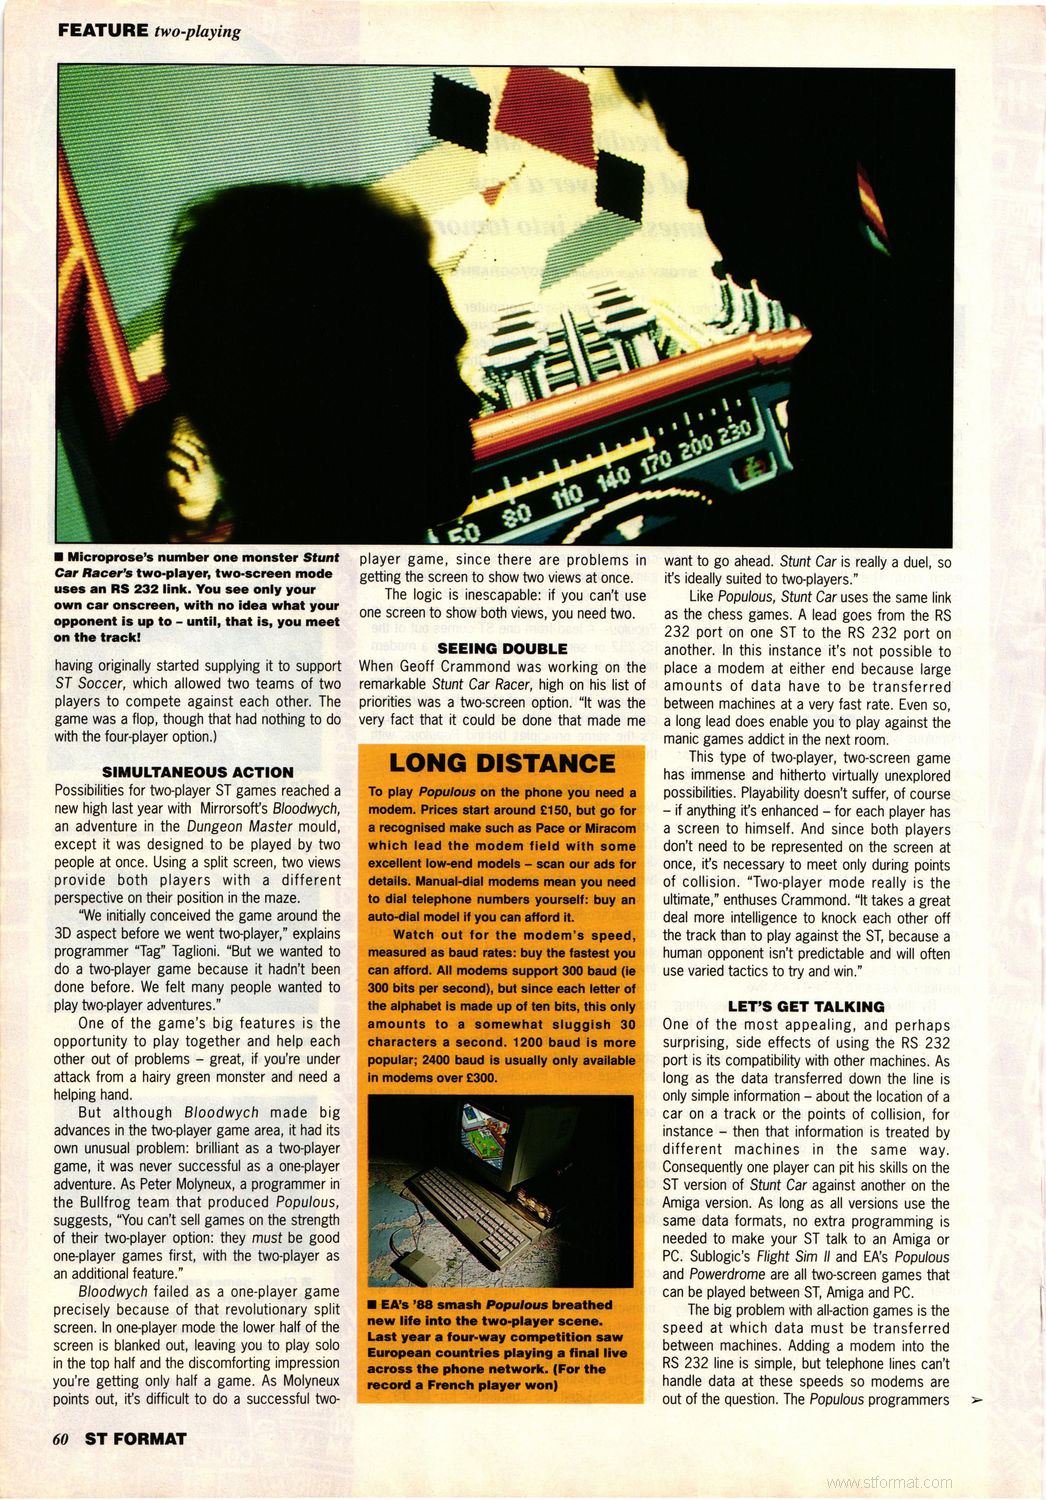 FEATURE two-playing
50 80 110 140 170 200 230
■ Microprose's number one monster Stunt
Car Racer's two-player, two-screen mode
uses an RS 232 link. You see only your
own car onscreen, with no idea what your
opponent is up to – until, that is, you meet
on the track!
having originally started supplying it to support
ST Soccer, which allowed two teams of two
players to compete against each other. The
game was a flop, though that had nothing to do
with the four-player option.)
SIMULTANEOUS ACTION
Possibilities for two-player ST games reached a
new high last year with Mirrorsoft's Bloodwych,
an adventure in the Dungeon Master mould,
except it was designed to be played by two
people at once. Using a split screen, two views
provide both players with a different
perspective on their position in the maze.
"We initially conceived the game around the
3D aspect before we went two-player," explains
programmer "Tag" Taglioni. "But we wanted to
do a two-player game because it hadn't been
done before. We felt many people wanted to
play two-player adventures."
One of the game's big features is the
opportunity to play together and help each
other out of problems – great, if you're under
attack from a hairy green monster and need a
helping hand.
But although Bloodwych made big
advances in the two-player game area, it had its
own unusual problem: brilliant as a two-player
game, it was never successful as a one-player
adventure. As Peter Molyneux, a programmer in
the Bullfrog team that produced Populous,
suggests, "You can't sell games on the strength
of their two-player option: they must be good
one-player games first, with the two-player as
an additional feature."
Bloodwych failed as a one-player game
precisely because of that revolutionary split
screen. In one-player mode the lower half of the
screen is blanked out, leaving you to play solo
in the top half and the discomforting impression
you're getting only half a game. As Molyneux
points out, it's difficult to do a successful two-
player game, since there are problems in
getting the screen to show two views at once.
The logic is inescapable: if you can't use
one screen to show both views, you need two.
SEEING DOUBLE
When Geoff Crammond was working on the
remarkable Stunt Car Racer, high on his list of
priorities was a two-screen option. "It was the
very fact that it could be done that made me
LONG DISTANCE
To play Populous on the phone you need a
modem. Prices start around £150, but go for
a recognised make such as Pace or Miracom
which lead the modem field with some
excellent low-end models – scan our ads for
details. Manual-dial modems mean you need
to dial telephone numbers yourself: buy an
auto-dial model if you can afford it.
Watch out for the modem's speed,
measured as baud rates: buy the fastest you
can afford. All modems support 300 baud (ie
300 bits per second), but since each letter of
the alphabet is made up of ten bits, this only
amounts to a somewhat sluggish 30
characters a second. 1200 baud is more
popular; 2400 baud is usually only available
in modems over £300.
■ EA's '88 smash Populous breathed
new life into the two-player scene.
Last year a four-way competition saw
European countries playing a final live
across the phone network. (For the
record a French player won)
want to go ahead. Stunt Car is really a duel, so
it's ideally suited to two-players."
Like Populous, Stunt Car uses the same link
as the chess games. A lead goes from the RS
232 port on one ST to the RS 232 port on
another. In this instance it's not possible to
place a modem at either end because large
amounts of data have to be transferred
between machines at a very fast rate. Even so,
a long lead does enable you to play against the
manic games addict in the next room.
This type of two-player, two-screen game
has immense and hitherto virtually unexplored
possibilities. Playability doesn't suffer, of course
– if anything it's enhanced – for each player has
a screen to himself. And since both players
don't need to be represented on the screen at
once, it's necessary to meet only during points
of collision. "Two-player mode really is the
ultimate," enthuses Crammond. "It takes a great
deal more intelligence to knock each other off
the track than to play against the ST, because a
human opponent isn't predictable and will often
use varied tactics to try and win."
LET'S GET TALKING
One of the most appealing, and perhaps
surprising, side effects of using the RS 232
port is its compatibility with other machines. As
long as the data transferred down the line is
only simple information – about the location of a
car on a track or the points of collision, for
instance – then that information is treated by
different machines in the same way.
Consequently one player can pit his skills on the
ST version of Stunt Car against another on the
Amiga version. As long as all versions use the
same data formats, no extra programming is
needed to make your ST talk to an Amiga or
PC. Sublogic's Flight Sim II and EA's Populous
and Powerdrome are all two-screen games that
can be played between ST, Amiga and PC.
The big problem with all-action games is the
speed at which data must be transferred
between machines. Adding a modem into the
RS 232 line is simple, but telephone lines can't
handle data at these speeds so modems are
out of the question. The Populous programmers ➢
60 ST FORMAT
www.stformat.com